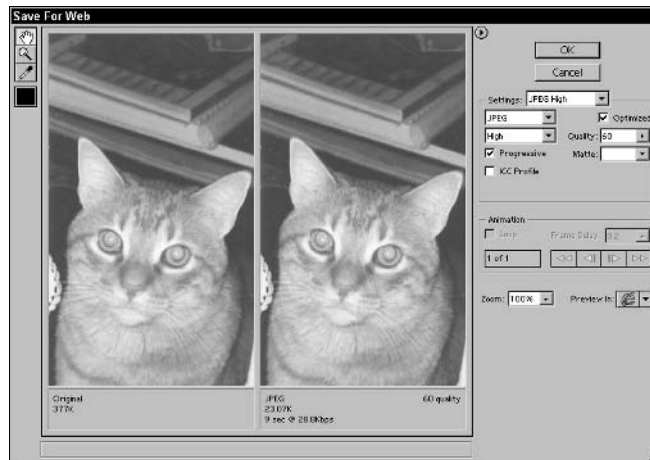 Save For Web
OK
Cancel
Settings: JPEG High
JPEG
Optimized
High
Quality: 60
Progressive
Matte:
ICC Profile
Animation
Loop
Frame Delay: 0.2
1 of 1
Zoom: 100%
Preview In:
Original
377K
JPEG
60 quality
23.07K
9 sec @ 28.8Kbps